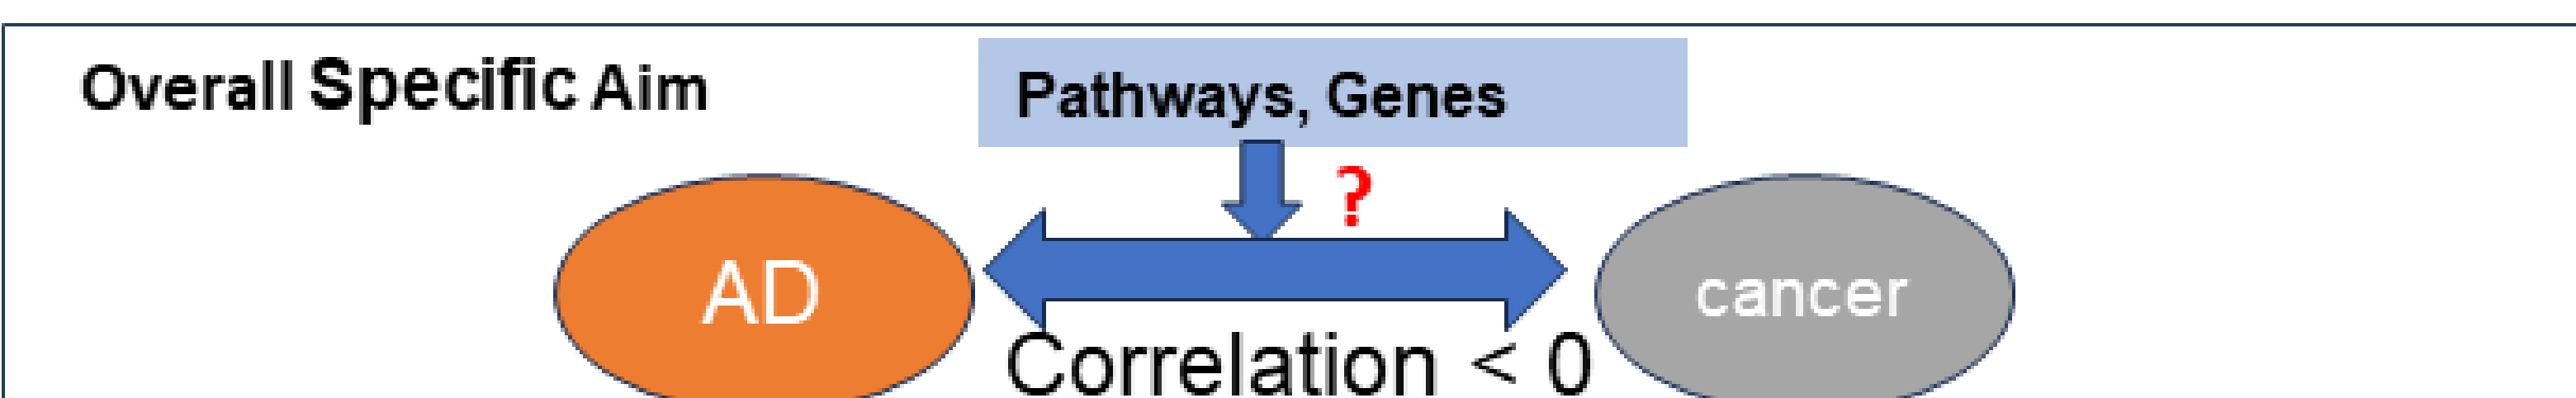 Overall Specific Aim
Pathways, Genes
?
AD
cancer
Correlation < 0